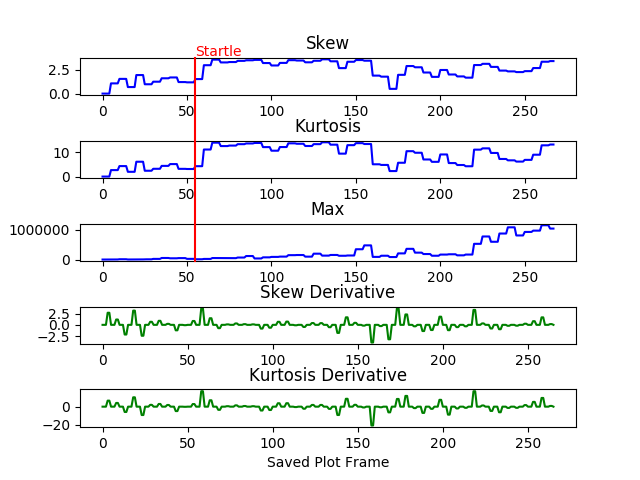 Startle
Skew
2.5
0.0
0 50 100 150 200 250
Kurtosis
10
0
0 50 100 150 200 250
Max
1000000
0
0 50 100 150 200 250
Skew Derivative
2.5
0.0
−2.5
0 50 100 150 200 250
Kurtosis Derivative
0
−20
0 50 100 150 200 250
Saved Plot Frame